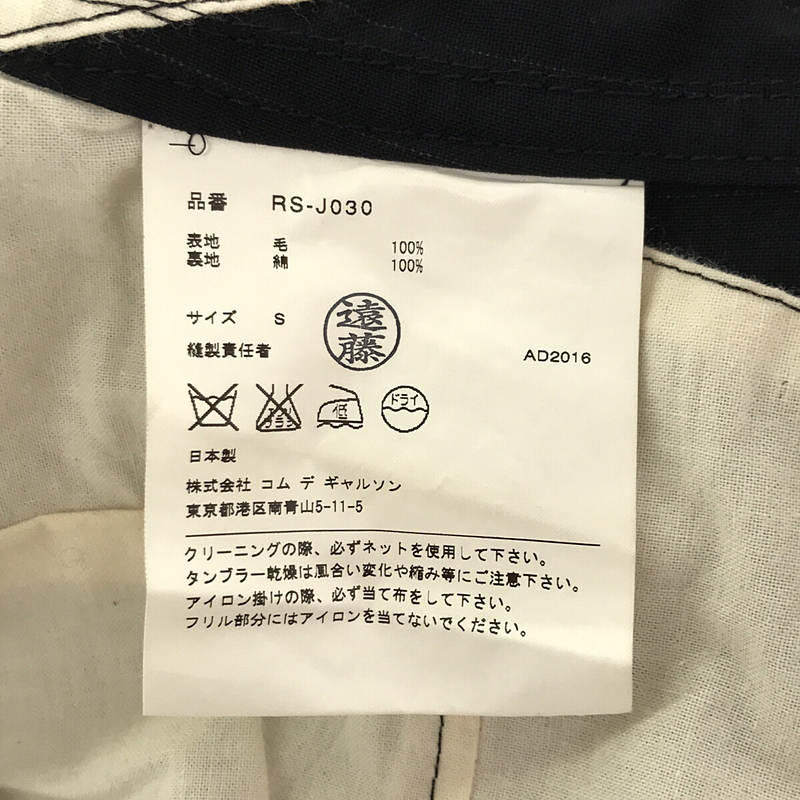 品番 RS-J030
表地 毛 100%
裏地 綿 100%
サイズ S
遠藤
縫製責任者
AD2016
エンソサラシ
低
ドライ
日本製
株式会社 コム デ ギャルソン
東京都港区南青山5-11-5
クリーニングの際、必ずネットを使用して下さい。
タンブラー乾燥は風合い変化や縮み等にご注意下さい。
アイロン掛けの際、必ず当て布をして下さい。
フリル部分にはアイロンを当てないでください。